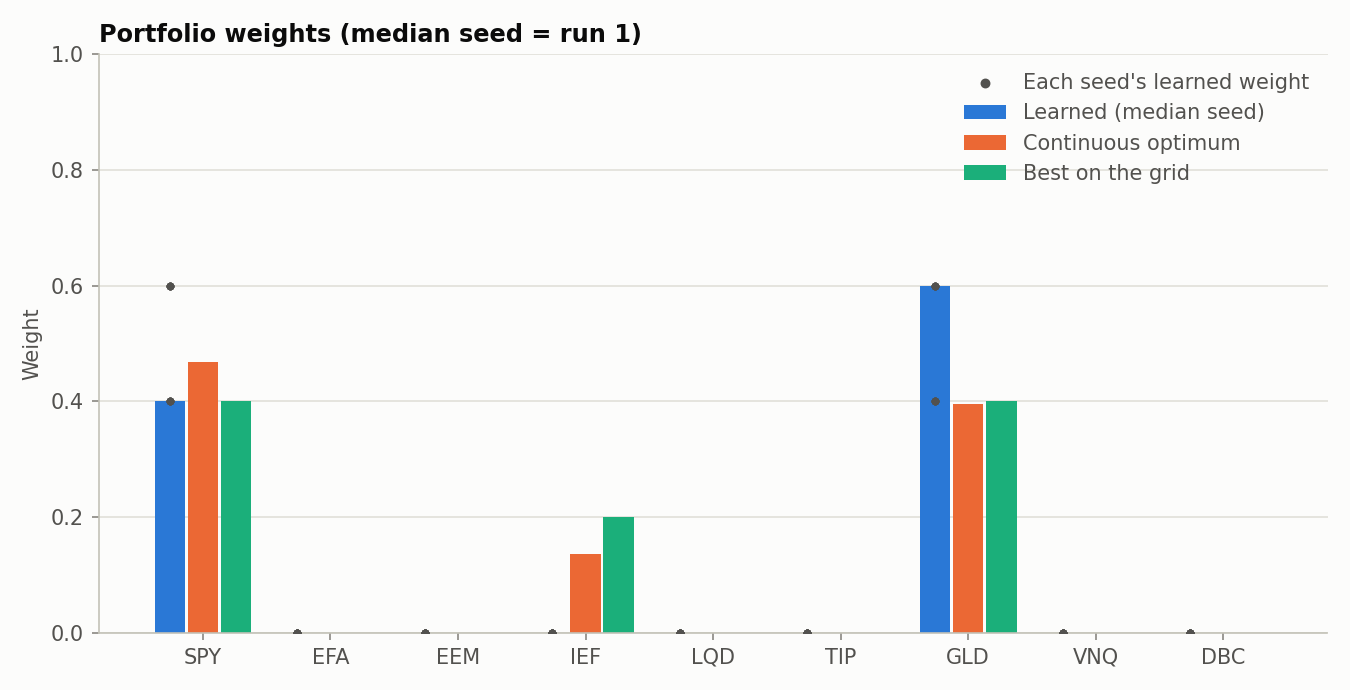 Portfolio weights (median seed = run 1)
1.0
0.8
0.6
0.4
0.2
0.0
Weight
Each seed's learned weight
Learned (median seed)
Continuous optimum
Best on the grid
SPY EFA EEM IEF LQD TIP GLD VNQ DBC